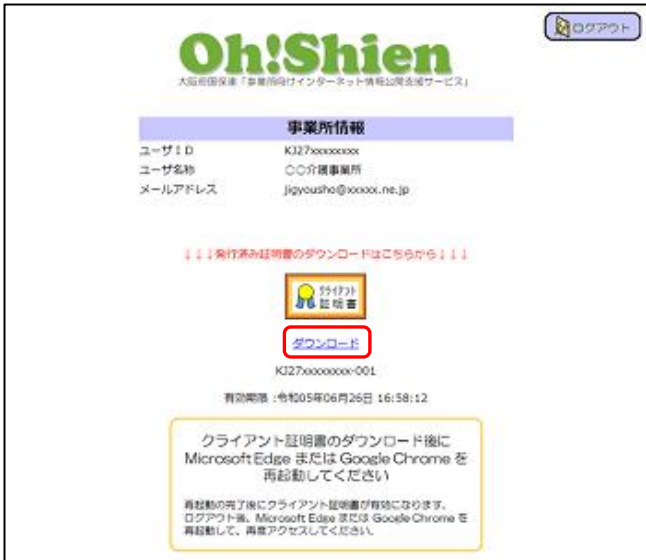 ログアウト
Oh!Shien
大阪府国保連「事業所向けインターネット情報公開支援サービス」
事業所情報
ユーザID KJ27xxxxxxxx
ユーザ名称 〇〇介護事業所
メールアドレス jigyousho@xxxxx.ne.jp
↓↓↓発行済み証明書のダウンロードはこちらから↓↓↓
クライアント
証明書
ダウンロード
KJ27xxxxxxxx-001
有効期限 :令和05年06月26日 16:58:12
クライアント証明書のダウンロード後に
Microsoft Edge または Google Chrome を
再起動してください
再起動の完了後にクライアント証明書が有効になります。
ログアウト後、Microsoft Edge または Google Chrome を
再起動して、再度アクセスしてください。